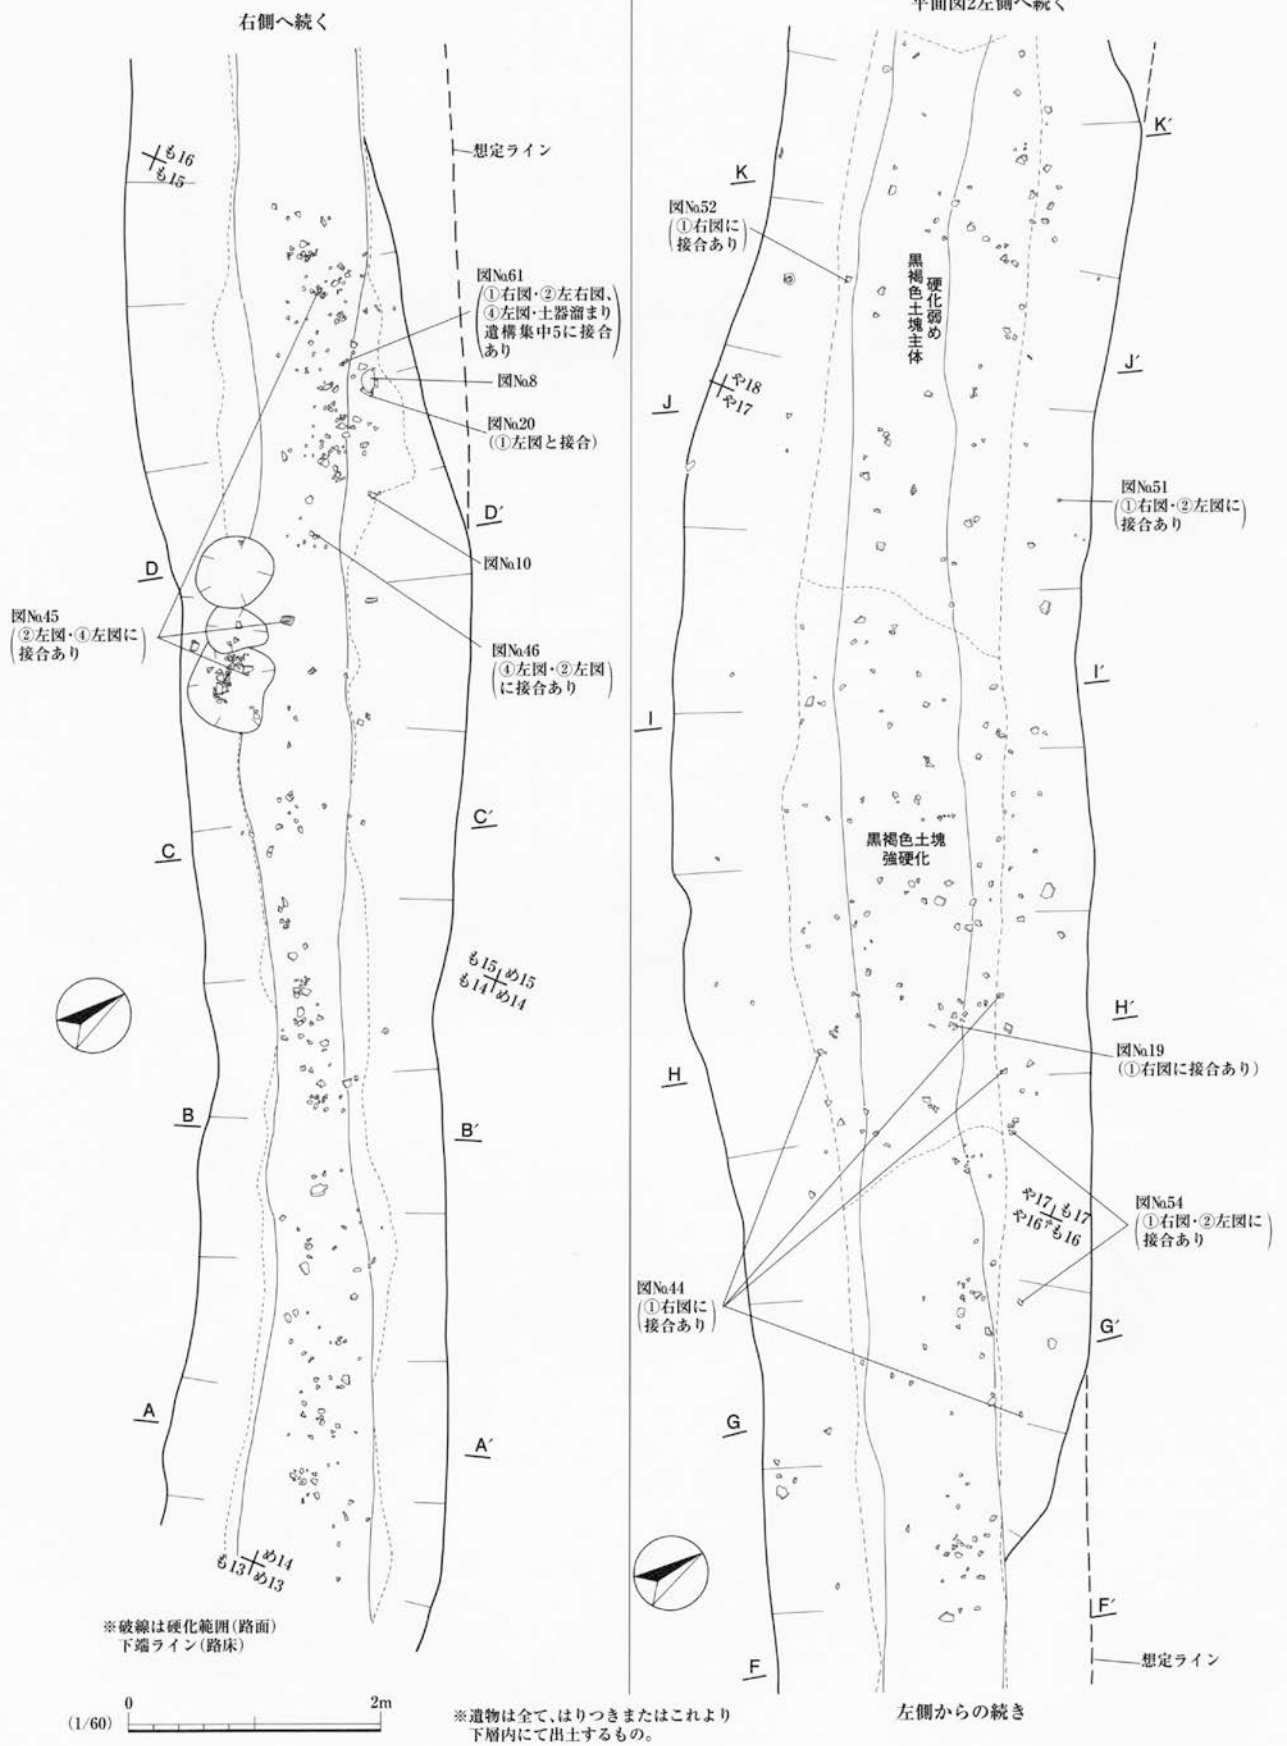 右側へ続く
も16
も15
想定ライン
図No.61
(①右図・②左右図、
④左図・土器溜まり
遺構集中5に接合
あり)
図No.8
図No.20
(①左図と接合)
D′
図No.10
D
図No.45
(②左図・④左図に
接合あり)
図No.46
(④左図・②左図
に接合あり)
C′
C
も15 め15
も14 め14
B
B′
A
A′
め14
も13 め13
※破線は硬化範囲(路面)
下端ライン(路床)
0 2m
(1/60)
※遺物は全て、はりつきまたはこれより
下層内にて出土するもの。
平面図2左側へ続く
K′
K
図No.52
(①右図に
接合あり)
硬化弱め
黒褐色土塊主体
J′
や18
や17
J
図No.51
(①右図・②左図に
接合あり)
I′
I
黒褐色土塊
強硬化
H′
図No.19
(①右図に接合あり)
H
や17 も17
や16 も16
図No.54
(①右図・②左図に
接合あり)
図No.44
(①右図に
接合あり)
G′
G
F′
想定ライン
F
左側からの続き